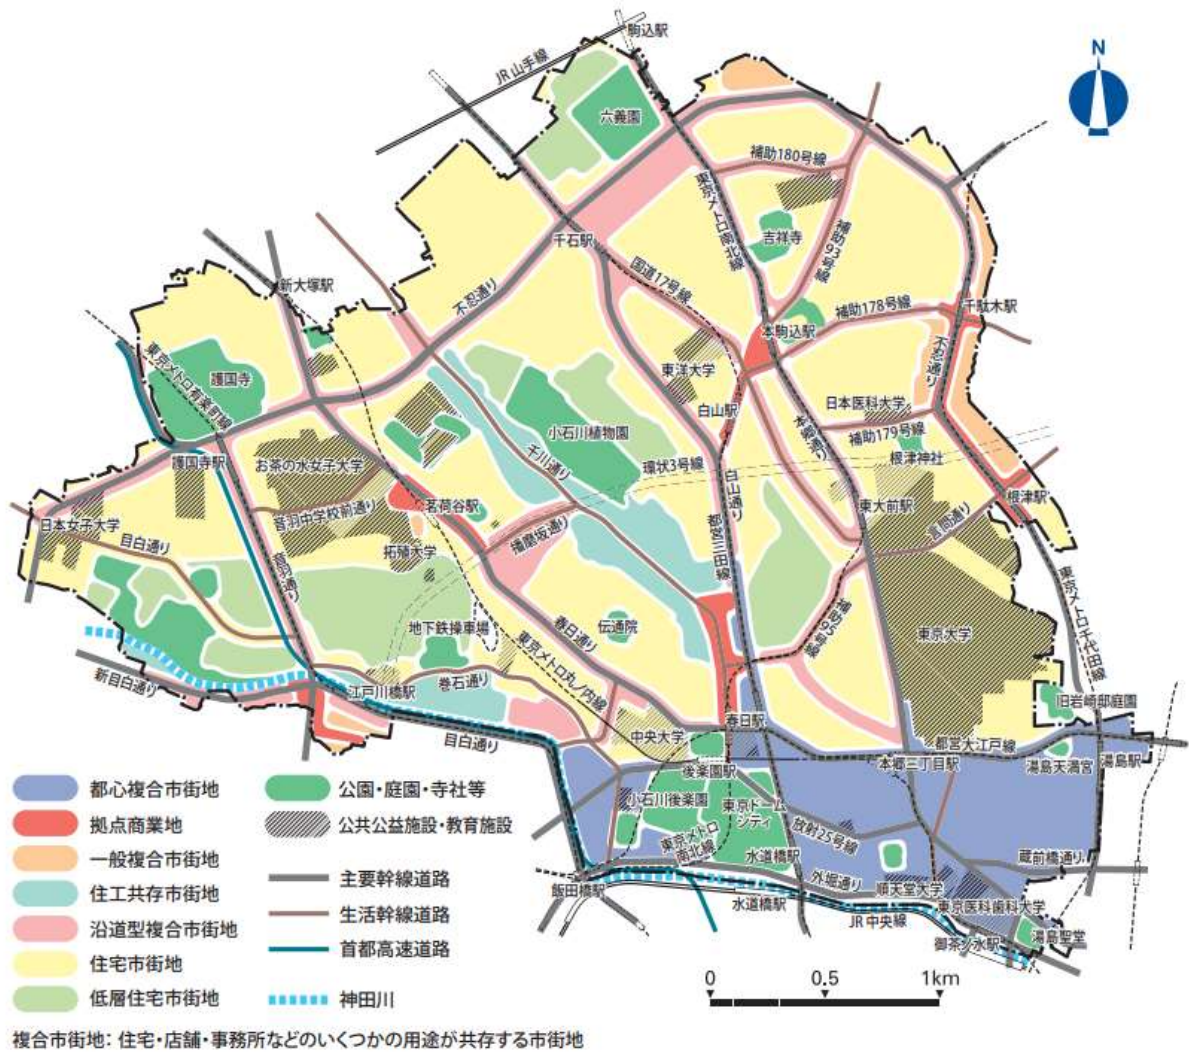 駒込駅
N
JR 山手線
六義園
補助180号線
東京メトロ南北線
吉祥寺
補助93号線
千石駅
国道17号線
新大塚駅
不忍通り
補助178号線
千駄木駅
本駒込駅
不忍通り
東京メトロ有楽町線
護国寺
東洋大学
白山駅
日本医科大学
小石川植物園
本郷通り
補助179号線
根津神社
千川通り
環状3号線
護国寺駅
お茶の水女子大学
白山通り
茗荷谷駅
東大前駅
根津駅
日本女子大学
音羽中学校前通り
播磨坂通り
言問通り
目白通り
拓殖大学
都営三田線
音羽通り
東京メトロ千代田線
地下鉄操車場
伝通院
春日通り
補助95号線
東京大学
東京メトロ丸ノ内線
新目白通り
江戸川橋駅
巻石通り
旧岩崎邸庭園
目白通り
中央大学
春日駅
都営大江戸線
本郷三丁目駅
湯島天満宮
湯島駅
後楽園駅
小石川後楽園
東京ドーム
シティ
放射25号線
東京メトロ
南北線
水道橋駅
蔵前橋通り
外堀通り
飯田橋駅
水道橋駅
順天堂大学
東京医科歯科大学
JR 中央線
御茶ノ水駅
湯島聖堂
都心複合市街地
拠点商業地
一般複合市街地
住工共存市街地
沿道型複合市街地
住宅市街地
低層住宅市街地
公園・庭園・寺社等
公共公益施設・教育施設
主要幹線道路
生活幹線道路
首都高速道路
神田川
0 0.5 1km
複合市街地：住宅・店舗・事務所などのいくつかの用途が共存する市街地